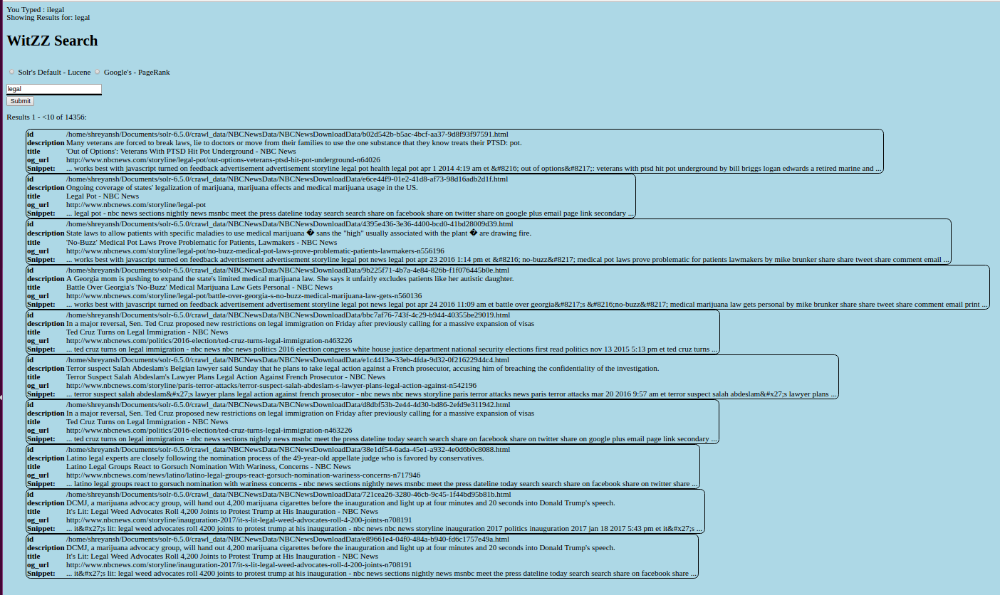 You Typed : ilegal
Showing Results for: legal
WitZZ Search
Solr's Default - Lucene Google's - PageRank
legal
Submit
Results 1 - <10 of 14356:
id /home/shreyansh/Documents/solr-6.5.0/crawl_data/NBCNewsData/NBCNewsDownloadData/b02d542b-b5ac-4bcf-aa37-9d8f93f97591.html
description Many veterans are forced to break laws, lie to doctors or move from their families to use the one substance that they know treats their PTSD: pot.
title 'Out of Options': Veterans With PTSD Hit Pot Underground - NBC News
og_url http://www.nbcnews.com/storyline/legal-pot/out-options-veterans-ptsd-hit-pot-underground-n64026
Snippet: ... works best with javascript turned on feedback advertisement advertisement storyline legal pot health legal pot apr 1 2014 4:19 am et &#8216; out of options&#8217;: veterans with ptsd hit pot underground by bill briggs logan edwards a retired marine and ...
id /home/shreyansh/Documents/solr-6.5.0/crawl_data/NBCNewsData/NBCNewsDownloadData/e6ce44f9-01e2-41d8-af73-98d16adb2d1f.html
description Ongoing coverage of states' legalization of marijuana, marijuana effects and medical marijuana usage in the US.
title Legal Pot - NBC News
og_url http://www.nbcnews.com/storyline/legal-pot
Snippet: ... legal pot - nbc news sections nightly news msnbc meet the press dateline today search search share on facebook share on twitter share on google plus email page link secondary ...
id /home/shreyansh/Documents/solr-6.5.0/crawl_data/NBCNewsData/NBCNewsDownloadData/4395e436-3e36-4400-bcd0-41bd28009d39.html
description State laws to allow patients with specific maladies to use medical marijuana � sans the "high" usually associated with the plant � are drawing fire.
title 'No-Buzz' Medical Pot Laws Prove Problematic for Patients, Lawmakers - NBC News
og_url http://www.nbcnews.com/storyline/legal-pot/no-buzz-medical-pot-laws-prove-problematic-patients-lawmakers-n556196
Snippet: ... works best with javascript turned on feedback advertisement advertisement storyline legal pot news legal pot apr 23 2016 1:14 pm et &#8216; no-buzz&#8217; medical pot laws prove problematic for patients lawmakers by mike brunker share share tweet share comment email ...
id /home/shreyansh/Documents/solr-6.5.0/crawl_data/NBCNewsData/NBCNewsDownloadData/9b225f71-4b7a-4e84-826b-f1f076445b0e.html
description A Georgia mom is pushing to expand the state's limited medical marijuana law. She says it unfairly excludes patients like her autistic daughter.
title Battle Over Georgia's 'No-Buzz' Medical Marijuana Law Gets Personal - NBC News
og_url http://www.nbcnews.com/storyline/legal-pot/battle-over-georgia-s-no-buzz-medical-marijuana-law-gets-n560136
Snippet: ... works best with javascript turned on feedback advertisement advertisement storyline legal pot news legal pot apr 24 2016 11:09 am et battle over georgia&#8217;s &#8216;no-buzz&#8217; medical marijuana law gets personal by mike brunker share share tweet share comment email print ...
id /home/shreyansh/Documents/solr-6.5.0/crawl_data/NBCNewsData/NBCNewsDownloadData/bbc7af76-743f-4c29-b944-40355be29019.html
description In a major reversal, Sen. Ted Cruz proposed new restrictions on legal immigration on Friday after previously calling for a massive expansion of visas
title Ted Cruz Turns on Legal Immigration - NBC News
og_url http://www.nbcnews.com/politics/2016-election/ted-cruz-turns-legal-immigration-n463226
Snippet: ... ted cruz turns on legal immigration - nbc news nbc news politics 2016 election congress white house justice department national security elections first read politics nov 13 2015 5:13 pm et ted cruz turns ...
id /home/shreyansh/Documents/solr-6.5.0/crawl_data/NBCNewsData/NBCNewsDownloadData/e1c4413e-33eb-4fda-9d32-0f21622944c4.html
description Terror suspect Salah Abdeslam's Belgian lawyer said Sunday that he plans to take legal action against a French prosecutor, accusing him of breaching the confidentiality of the investigation.
title Terror Suspect Salah Abdeslam's Lawyer Plans Legal Action Against French Prosecutor - NBC News
og_url http://www.nbcnews.com/storyline/paris-terror-attacks/terror-suspect-salah-abdeslam-s-lawyer-plans-legal-action-against-n542196
Snippet: ... terror suspect salah abdeslam&#x27;s lawyer plans legal action against french prosecutor - nbc news nbc news storyline paris terror attacks news paris terror attacks mar 20 2016 9:57 am et terror suspect salah abdeslam&#x27;s lawyer plans ...
id /home/shreyansh/Documents/solr-6.5.0/crawl_data/NBCNewsData/NBCNewsDownloadData/d8dbf53b-2e44-4d30-bd86-2efd9e311942.html
description In a major reversal, Sen. Ted Cruz proposed new restrictions on legal immigration on Friday after previously calling for a massive expansion of visas
title Ted Cruz Turns on Legal Immigration - NBC News
og_url http://www.nbcnews.com/politics/2016-election/ted-cruz-turns-legal-immigration-n463226
Snippet: ... ted cruz turns on legal immigration - nbc news sections nightly news msnbc meet the press dateline today search search share on facebook share on twitter share on google plus email page link secondary ...
id /home/shreyansh/Documents/solr-6.5.0/crawl_data/NBCNewsData/NBCNewsDownloadData/38e1df54-6ada-45e1-a932-4e0d6b0c8088.html
description Latino legal experts are closely following the nomination process of the 49-year-old appellate judge who is favored by conservatives.
title Latino Legal Groups React to Gorsuch Nomination With Wariness, Concerns - NBC News
og_url http://www.nbcnews.com/news/latino/latino-legal-groups-react-gorsuch-nomination-wariness-concerns-n717946
Snippet: ... latino legal groups react to gorsuch nomination with wariness concerns - nbc news sections nightly news msnbc meet the press dateline today search search share on facebook share on twitter share ...
id /home/shreyansh/Documents/solr-6.5.0/crawl_data/NBCNewsData/NBCNewsDownloadData/721cea26-3280-46cb-9c45-1f44bd95b81b.html
description DCMJ, a marijuana advocacy group, will hand out 4,200 marijuana cigarettes before the inauguration and light up at four minutes and 20 seconds into Donald Trump's speech.
title It's Lit: Legal Weed Advocates Roll 4,200 Joints to Protest Trump at His Inauguration - NBC News
og_url http://www.nbcnews.com/storyline/inauguration-2017/it-s-lit-legal-weed-advocates-roll-4-200-joints-n708191
Snippet: ... it&#x27;s lit: legal weed advocates roll 4200 joints to protest trump at his inauguration - nbc news nbc news storyline inauguration 2017 politics inauguration 2017 jan 18 2017 5:43 pm et it&#x27;s ...
id /home/shreyansh/Documents/solr-6.5.0/crawl_data/NBCNewsData/NBCNewsDownloadData/e89661e4-04f0-484a-b940-fd6c1757e49a.html
description DCMJ, a marijuana advocacy group, will hand out 4,200 marijuana cigarettes before the inauguration and light up at four minutes and 20 seconds into Donald Trump's speech.
title It's Lit: Legal Weed Advocates Roll 4,200 Joints to Protest Trump at His Inauguration - NBC News
og_url http://www.nbcnews.com/storyline/inauguration-2017/it-s-lit-legal-weed-advocates-roll-4-200-joints-n708191
Snippet: ... it&#x27;s lit: legal weed advocates roll 4200 joints to protest trump at his inauguration - nbc news sections nightly news msnbc meet the press dateline today search search share on facebook share ...